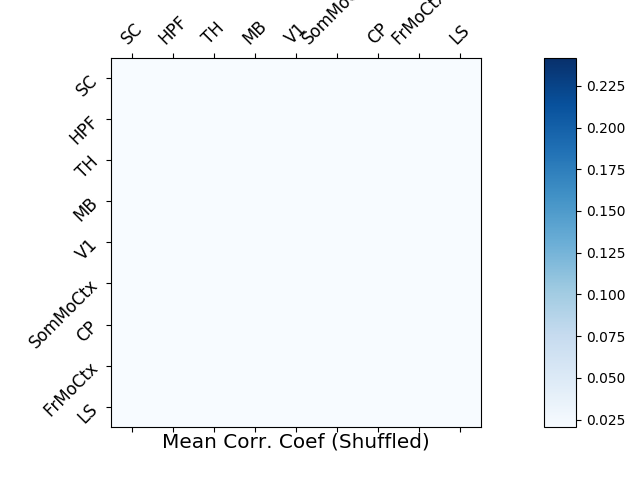 SC HPF TH MB V1 SomMoC CP FrMoCtx LS
SC
HPF
TH
MB
V1
SomMoCtx
CP
FrMoCtx
LS
Mean Corr. Coef (Shuffled)
0.225
0.200
0.175
0.150
0.125
0.100
0.075
0.050
0.025